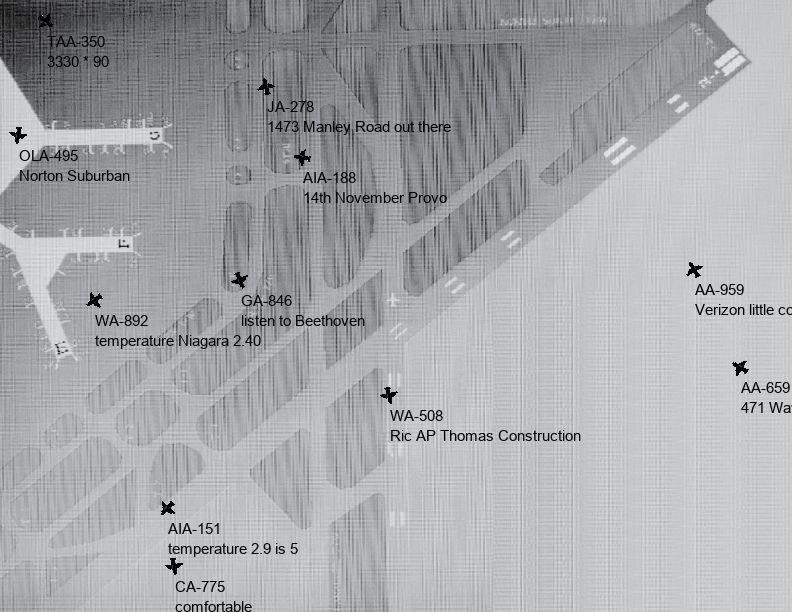 TAA-350
3330 * 90
JA-278
1473 Manley Road out there
OLA-495
Norton Suburban
AIA-188
14th November Provo
AA-959
Verizon little co
GA-846
listen to Beethoven
WA-892
temperature Niagara 2.40
AA-659
471 Wa
WA-508
Ric AP Thomas Construction
AIA-151
temperature 2.9 is 5
CA-775
comfortable